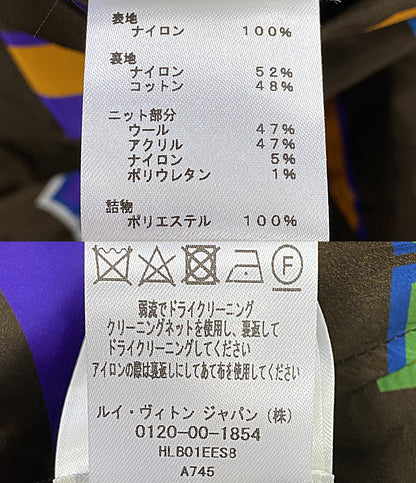 表地
ナイロン 100%
裏地
ナイロン 52%
コットン 48%
ニット部分
ウール 47%
アクリル 47%
ナイロン 5%
ポリウレタン 1%
詰物
ポリエステル 100%
F
弱流でドライクリーニング
クリーニングネットを使用し、裏返して
ドライクリーニングしてください
アイロンの際は裏返しにしてあて布を使用してください
ルイ・ヴィトン ジャパン (株)
0120-00-1854
HLB01EES8
A745